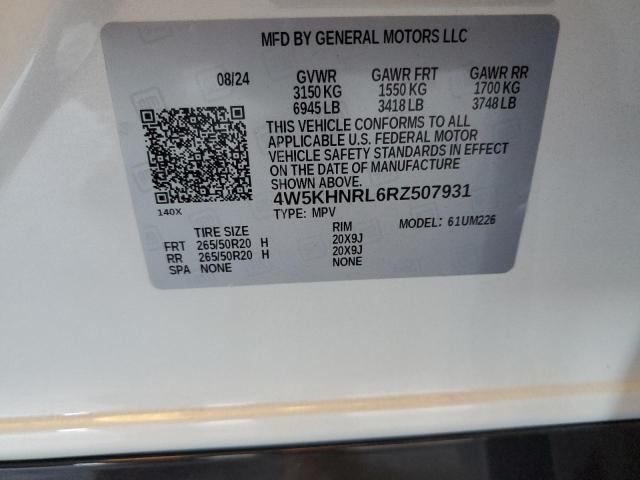 MFD BY GENERAL MOTORS LLC
08/24 GVWR GAWR FRT GAWR RR
3150 KG 1550 KG 1700 KG
6945 LB 3418 LB 3748 LB
THIS VEHICLE CONFORMS TO ALL
APPLICABLE U.S. FEDERAL MOTOR
VEHICLE SAFETY STANDARDS IN EFFECT
ON THE DATE OF MANUFACTURE
SHOWN ABOVE.
140X
4W5KHNRL6RZ507931
TYPE: MPV MODEL: 61UM226
TIRE SIZE RIM
FRT 265/50R20 H 20X9J
RR 265/50R20 H 20X9J
SPA NONE NONE